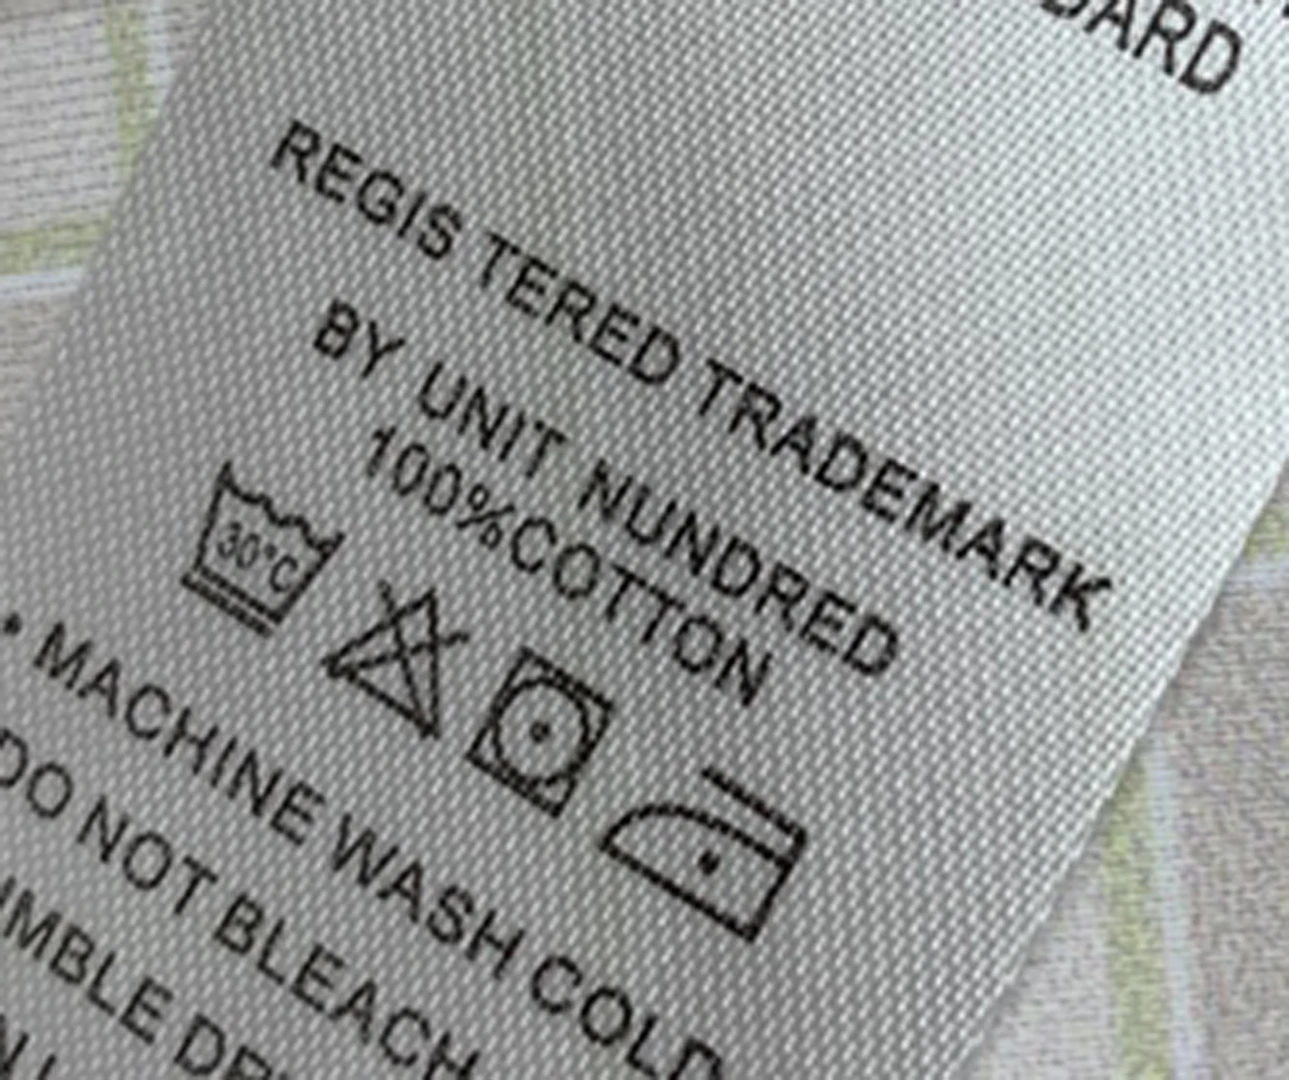 DARD
REGIS TERED TRADEMARK
BY UNIT NUNDRED
100%COTTON
30°C
• MACHINE WASH COLD
DO NOT BLEACH